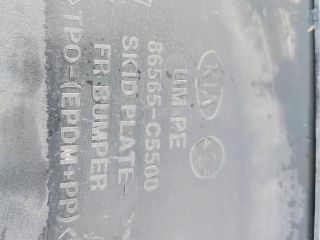 KIA
UM PE
86565-C5500
SKID PLATE-
FR BUMPER
>TPO-(EPDM+PP)<